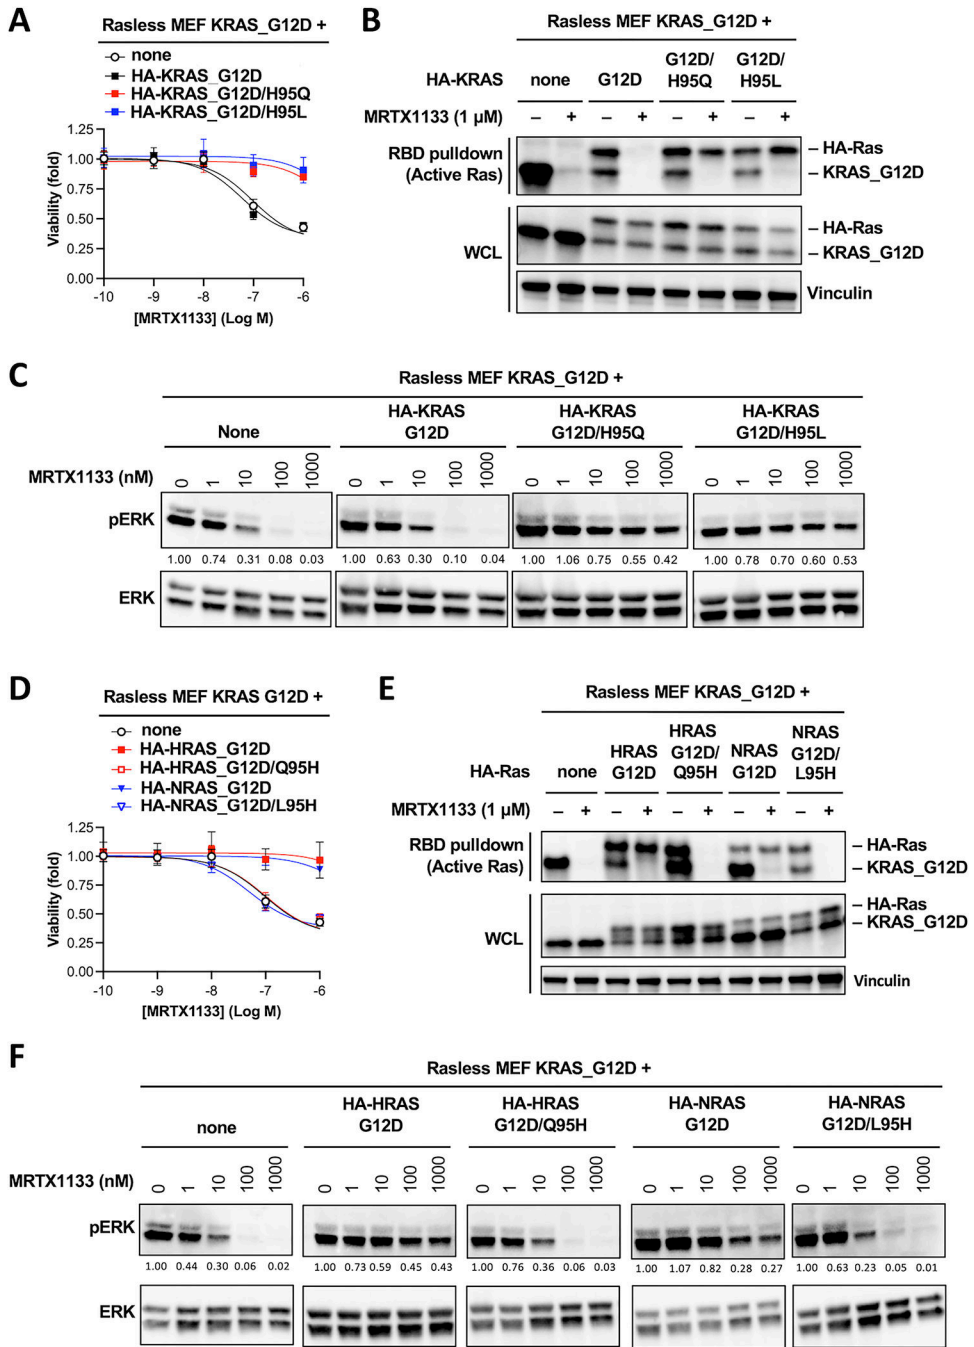 A
Rasless MEF KRAS_G12D +
none
HA-KRAS_G12D
HA-KRAS_G12D/H95Q
HA-KRAS_G12D/H95L
Viability (fold)
1.25
1.00
0.75
0.50
0.25
0.00
-10 -9 -8 -7 -6
[MRTX1133] (Log M)
B
Rasless MEF KRAS_G12D +
HA-KRAS none G12D G12D/ H95Q G12D/ H95L
MRTX1133 (1 µM) – + – + – + – +
RBD pulldown
(Active Ras)
– HA-Ras
– KRAS_G12D
WCL
– HA-Ras
– KRAS_G12D
Vinculin
C
Rasless MEF KRAS_G12D +
None
HA-KRAS
G12D
HA-KRAS
G12D/H95Q
HA-KRAS
G12D/H95L
MRTX1133 (nM) 0 1 10 100 1000 0 1 10 100 1000 0 1 10 100 1000 0 1 10 100 1000
pERK
1.00 0.74 0.31 0.08 0.03 1.00 0.63 0.30 0.10 0.04 1.00 1.06 0.75 0.55 0.42 1.00 0.78 0.70 0.60 0.53
ERK
D
Rasless MEF KRAS G12D +
none
HA-HRAS_G12D
HA-HRAS_G12D/Q95H
HA-NRAS_G12D
HA-NRAS_G12D/L95H
Viability (fold)
1.25
1.00
0.75
0.50
0.25
0.00
-10 -9 -8 -7 -6
[MRTX1133] (Log M)
E
Rasless MEF KRAS_G12D +
HA-Ras none HRAS G12D HRAS G12D/ Q95H NRAS G12D NRAS G12D/ L95H
MRTX1133 (1 µM) – + – + – + – + – +
RBD pulldown
(Active Ras)
– HA-Ras
– KRAS_G12D
WCL
– HA-Ras
– KRAS_G12D
Vinculin
F
Rasless MEF KRAS_G12D +
none
HA-HRAS
G12D
HA-HRAS
G12D/Q95H
HA-NRAS
G12D
HA-NRAS
G12D/L95H
MRTX1133 (nM) 0 1 10 100 1000 0 1 10 100 1000 0 1 10 100 1000 0 1 10 100 1000 0 1 10 100 1000
pERK
1.00 0.44 0.30 0.06 0.02 1.00 0.73 0.59 0.45 0.43 1.00 0.76 0.36 0.06 0.03 1.00 1.07 0.82 0.28 0.27 1.00 0.63 0.23 0.05 0.01
ERK